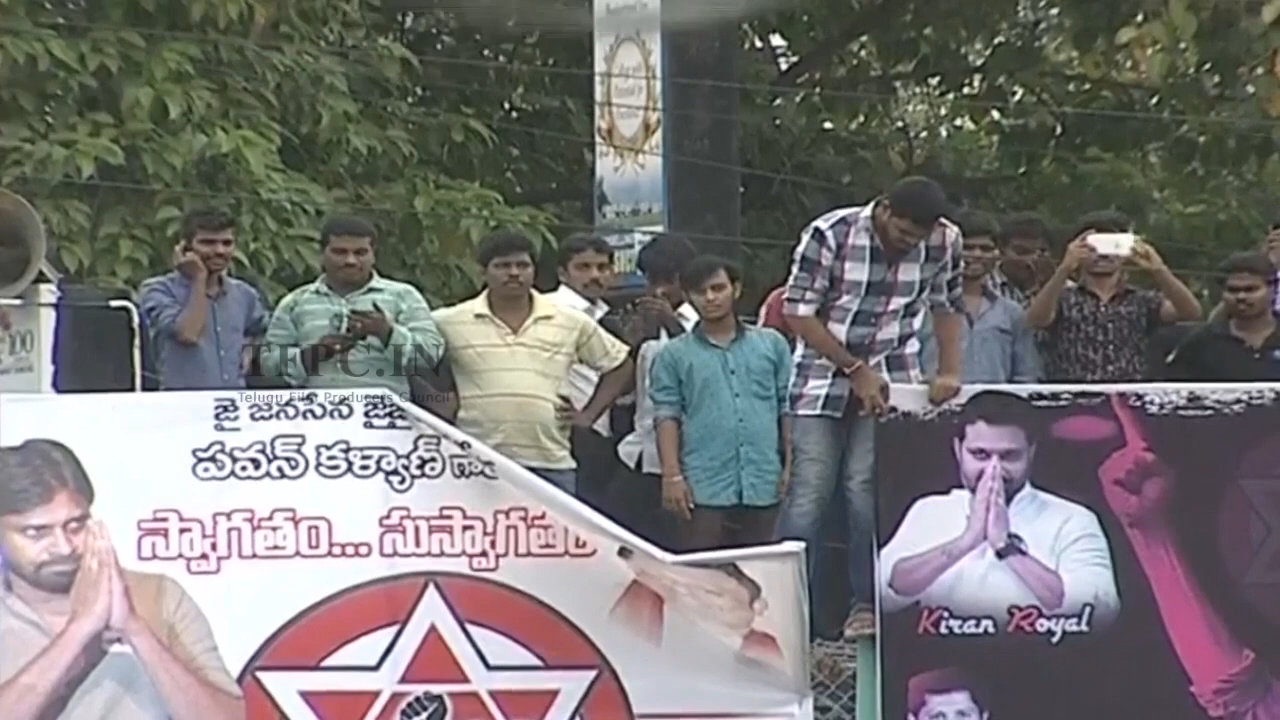 100
TFPC.IN
Telugu Film Producers Council
జై జనసేన జై
పవన్ కళ్యాణ్
స్వాగతం... సుస్వాగతం
Kiran Royal